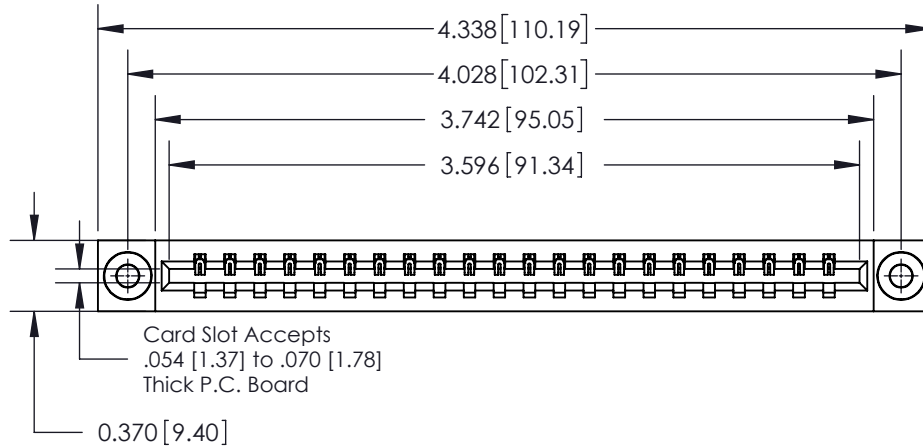 4.338 [110.19]
4.028 [102.31]
3.742 [95.05]
3.596 [91.34]
Card Slot Accepts
.054 [1.37] to .070 [1.78]
Thick P.C. Board
0.370 [9.40]